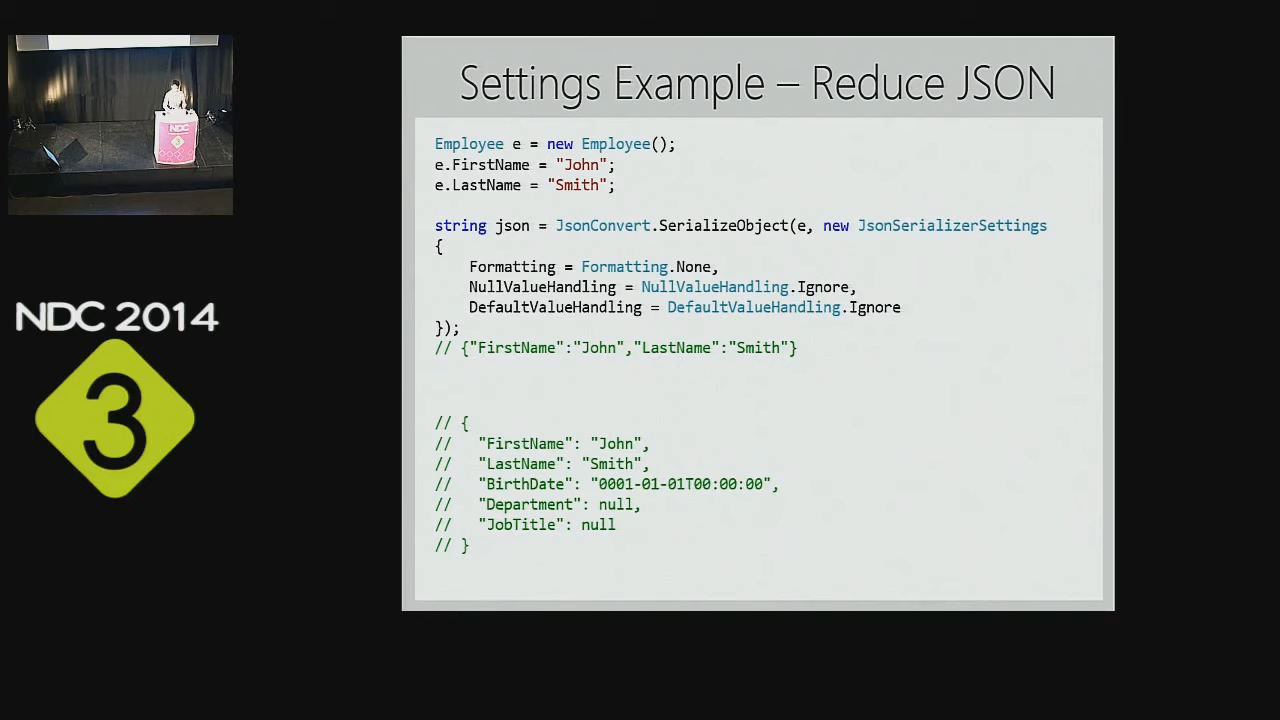 Settings Example – Reduce JSON
Employee e = new Employee();
e.FirstName = "John";
e.LastName = "Smith";
string json = JsonConvert.SerializeObject(e, new JsonSerializerSettings
{
Formatting = Formatting.None,
NullValueHandling = NullValueHandling.Ignore,
DefaultValueHandling = DefaultValueHandling.Ignore
});
// {"FirstName":"John","LastName":"Smith"}
// {
// "FirstName": "John",
// "LastName": "Smith",
// "BirthDate": "0001-01-01T00:00:00",
// "Department": null,
// "JobTitle": null
// }
NDC
NDC 2014
3